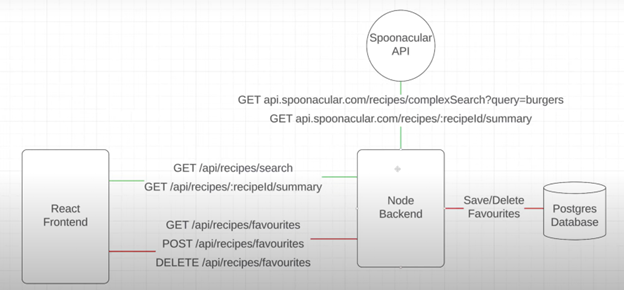 Spoonacular
API
GET api.spoonacular.com/recipes/complexSearch?query=burgers
GET api.spoonacular.com/recipes/:recipeId/summary
React
Frontend
GET /api/recipes/search
GET /api/recipes/:recipeId/summary
GET /api/recipes/favourites
POST /api/recipes/favourites
DELETE /api/recipes/favourites
Node
Backend
Save/Delete
Favourites
Postgres
Database